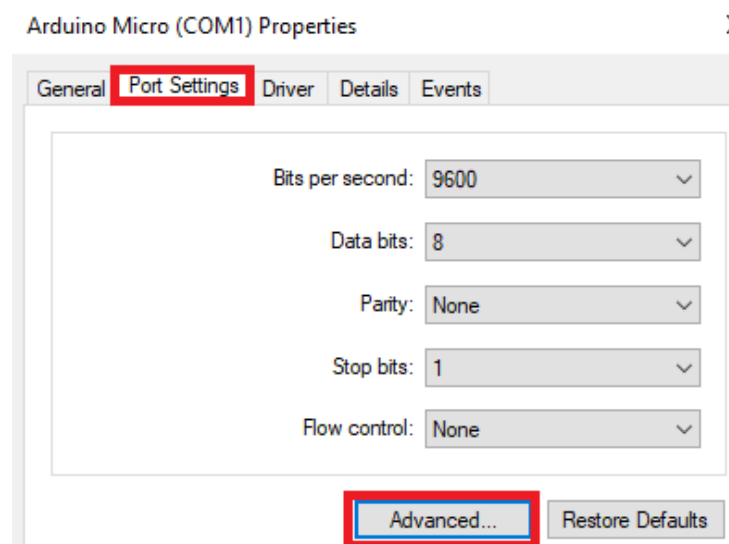 Arduino Micro (COM1) Properties
General Port Settings Driver Details Events
Bits per second: 9600
Data bits: 8
Parity: None
Stop bits: 1
Flow control: None
Advanced... Restore Defaults